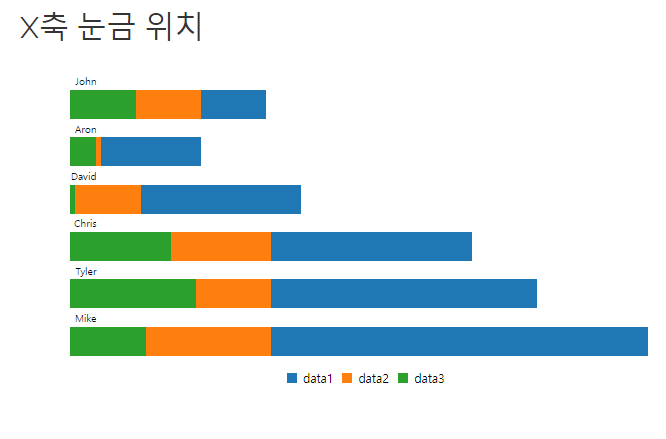 X축 눈금 위치
John
Aron
David
Chris
Tyler
Mike
data1 data2 data3